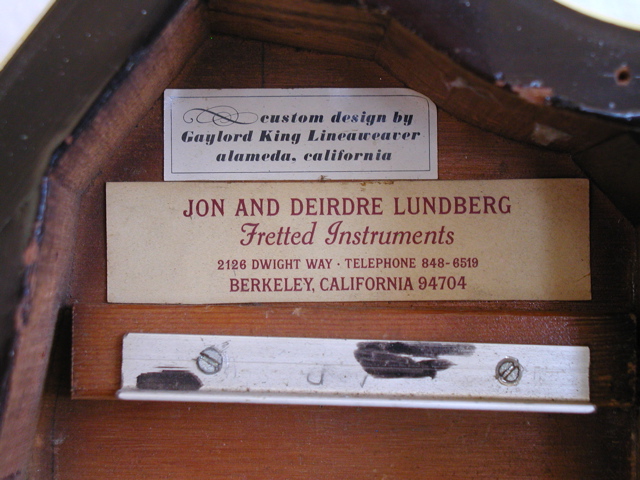 custom design by
Gaylord King Lineaweaver
alameda, california
JON AND DEIRDRE LUNDBERG
Fretted Instruments
2126 DWIGHT WAY · TELEPHONE 848-6519
BERKELEY, CALIFORNIA 94704